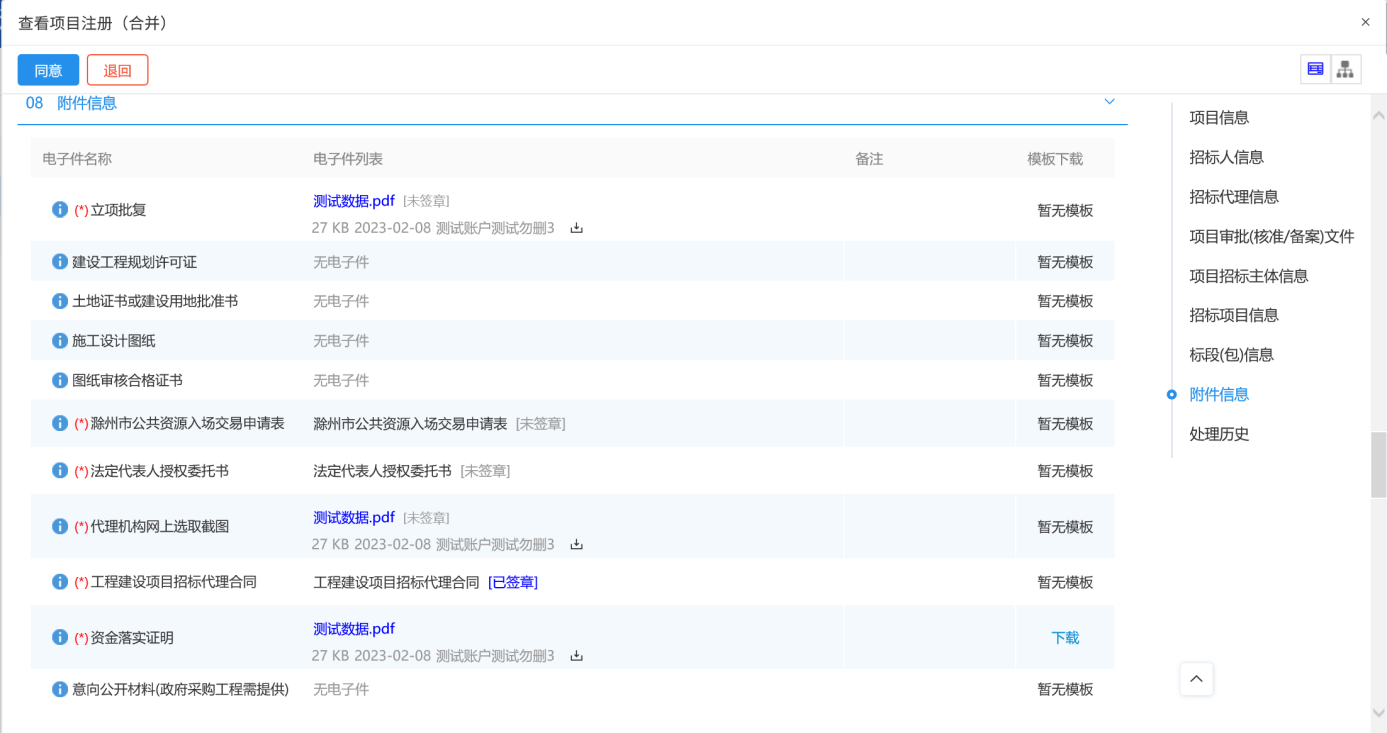 查看项目注册（合并）
×
同意 退回
08 附件信息
电子件名称 电子件列表 备注 模板下载
(*)立项批复 测试数据.pdf [未签章] 暂无模板
27 KB 2023-02-08 测试账户测试勿删3
建设工程规划许可证 无电子件 暂无模板
土地证书或建设用地批准书 无电子件 暂无模板
施工设计图纸 无电子件 暂无模板
图纸审核合格证书 无电子件 暂无模板
(*)滁州市公共资源入场交易申请表 滁州市公共资源入场交易申请表 [未签章] 暂无模板
(*)法定代表人授权委托书 法定代表人授权委托书 [未签章] 暂无模板
(*)代理机构网上选取截图 测试数据.pdf [未签章] 暂无模板
27 KB 2023-02-08 测试账户测试勿删3
(*)工程建设项目招标代理合同 工程建设项目招标代理合同 [已签章] 暂无模板
(*)资金落实证明 测试数据.pdf 下载
27 KB 2023-02-08 测试账户测试勿删3
意向公开材料(政府采购工程需提供) 无电子件 暂无模板
项目信息
招标人信息
招标代理信息
项目审批(核准/备案)文件
项目招标主体信息
招标项目信息
标段(包)信息
附件信息
处理历史